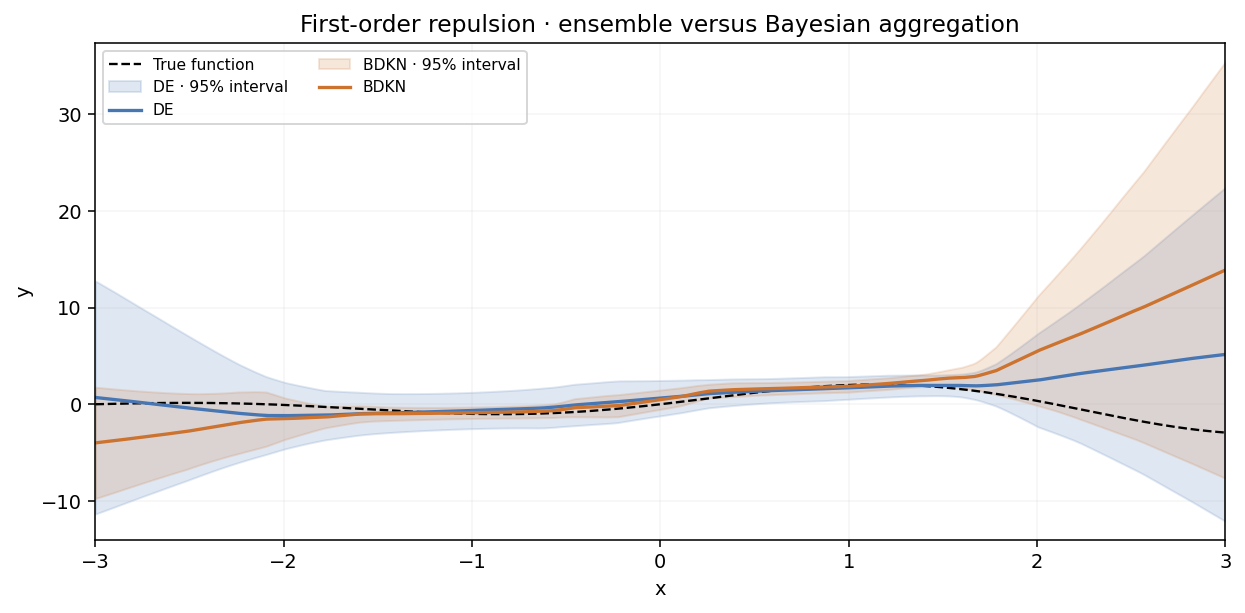 First-order repulsion · ensemble versus Bayesian aggregation
True function
DE · 95% interval
DE
BDKN · 95% interval
BDKN
y
30
20
10
0
−10
−3
−2
−1
0
1
2
3
x